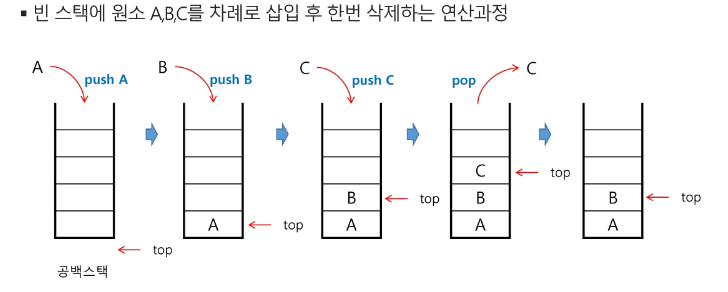 ▪ 빈 스택에 원소 A,B,C를 차례로 삽입 후 한번 삭제하는 연산과정
A push A B push B C push C pop C
C top
B top B B top
A top A A A
top
공백스택